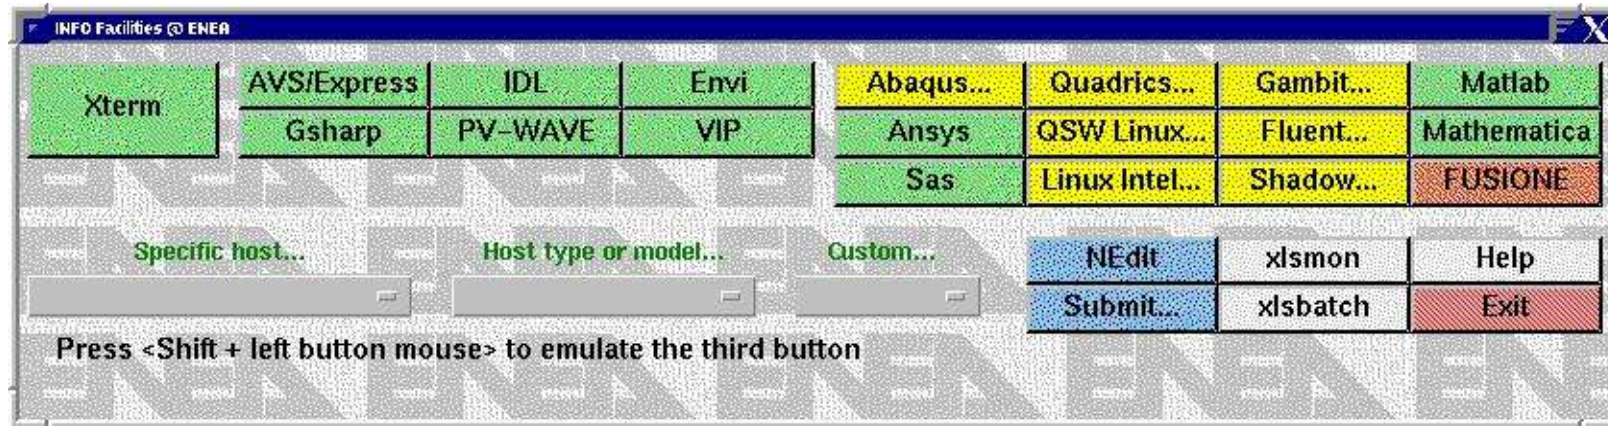 INFO Facilities @ ENEA
Xterm
AVS/Express IDL Envi
Gsharp PV-WAVE VIP
Abaqus... Quadrics... Gambit... Matlab
Ansys QSW Linux... Fluent... Mathematica
Sas Linux Intel... Shadow... FUSIONE
Specific host... Host type or model... Custom...
NEdit xlsmon Help
Submit... xlsbatch Exit
Press <Shift + left button mouse> to emulate the third button